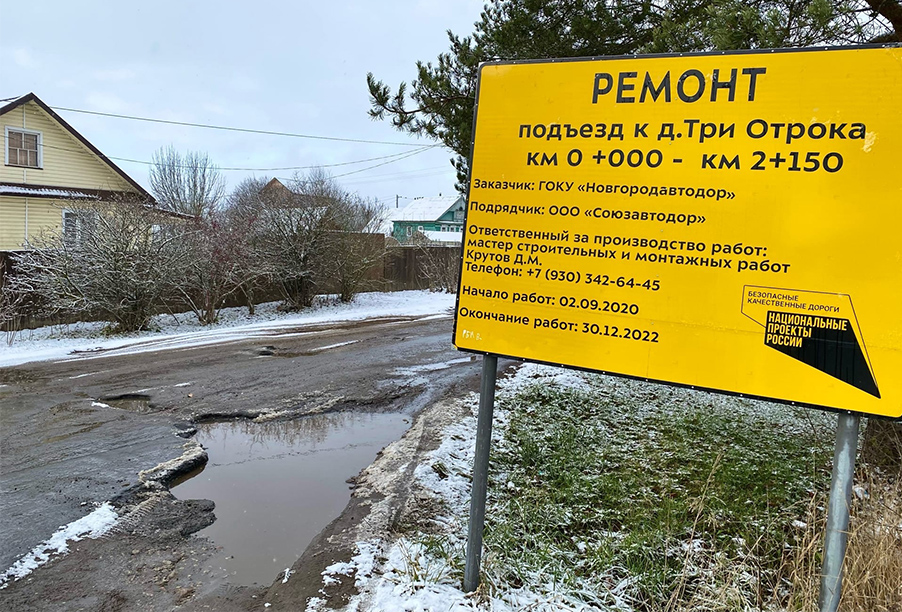 РЕМОНТ
подъезд к д.Три Отрока
км 0 +000 - км 2+150
Заказчик: ГОКУ «Новгородавтодор»
Подрядчик: ООО «Союзавтодор»
Ответственный за производство работ:
мастер строительных и монтажных работ
Крутов Д.М.
Телефон: +7 (930) 342-64-45
Начало работ: 02.09.2020
Окончание работ: 30.12.2022
БЕЗОПАСНЫЕ
КАЧЕСТВЕННЫЕ ДОРОГИ
НАЦИОНАЛЬНЫЕ
ПРОЕКТЫ
РОССИИ